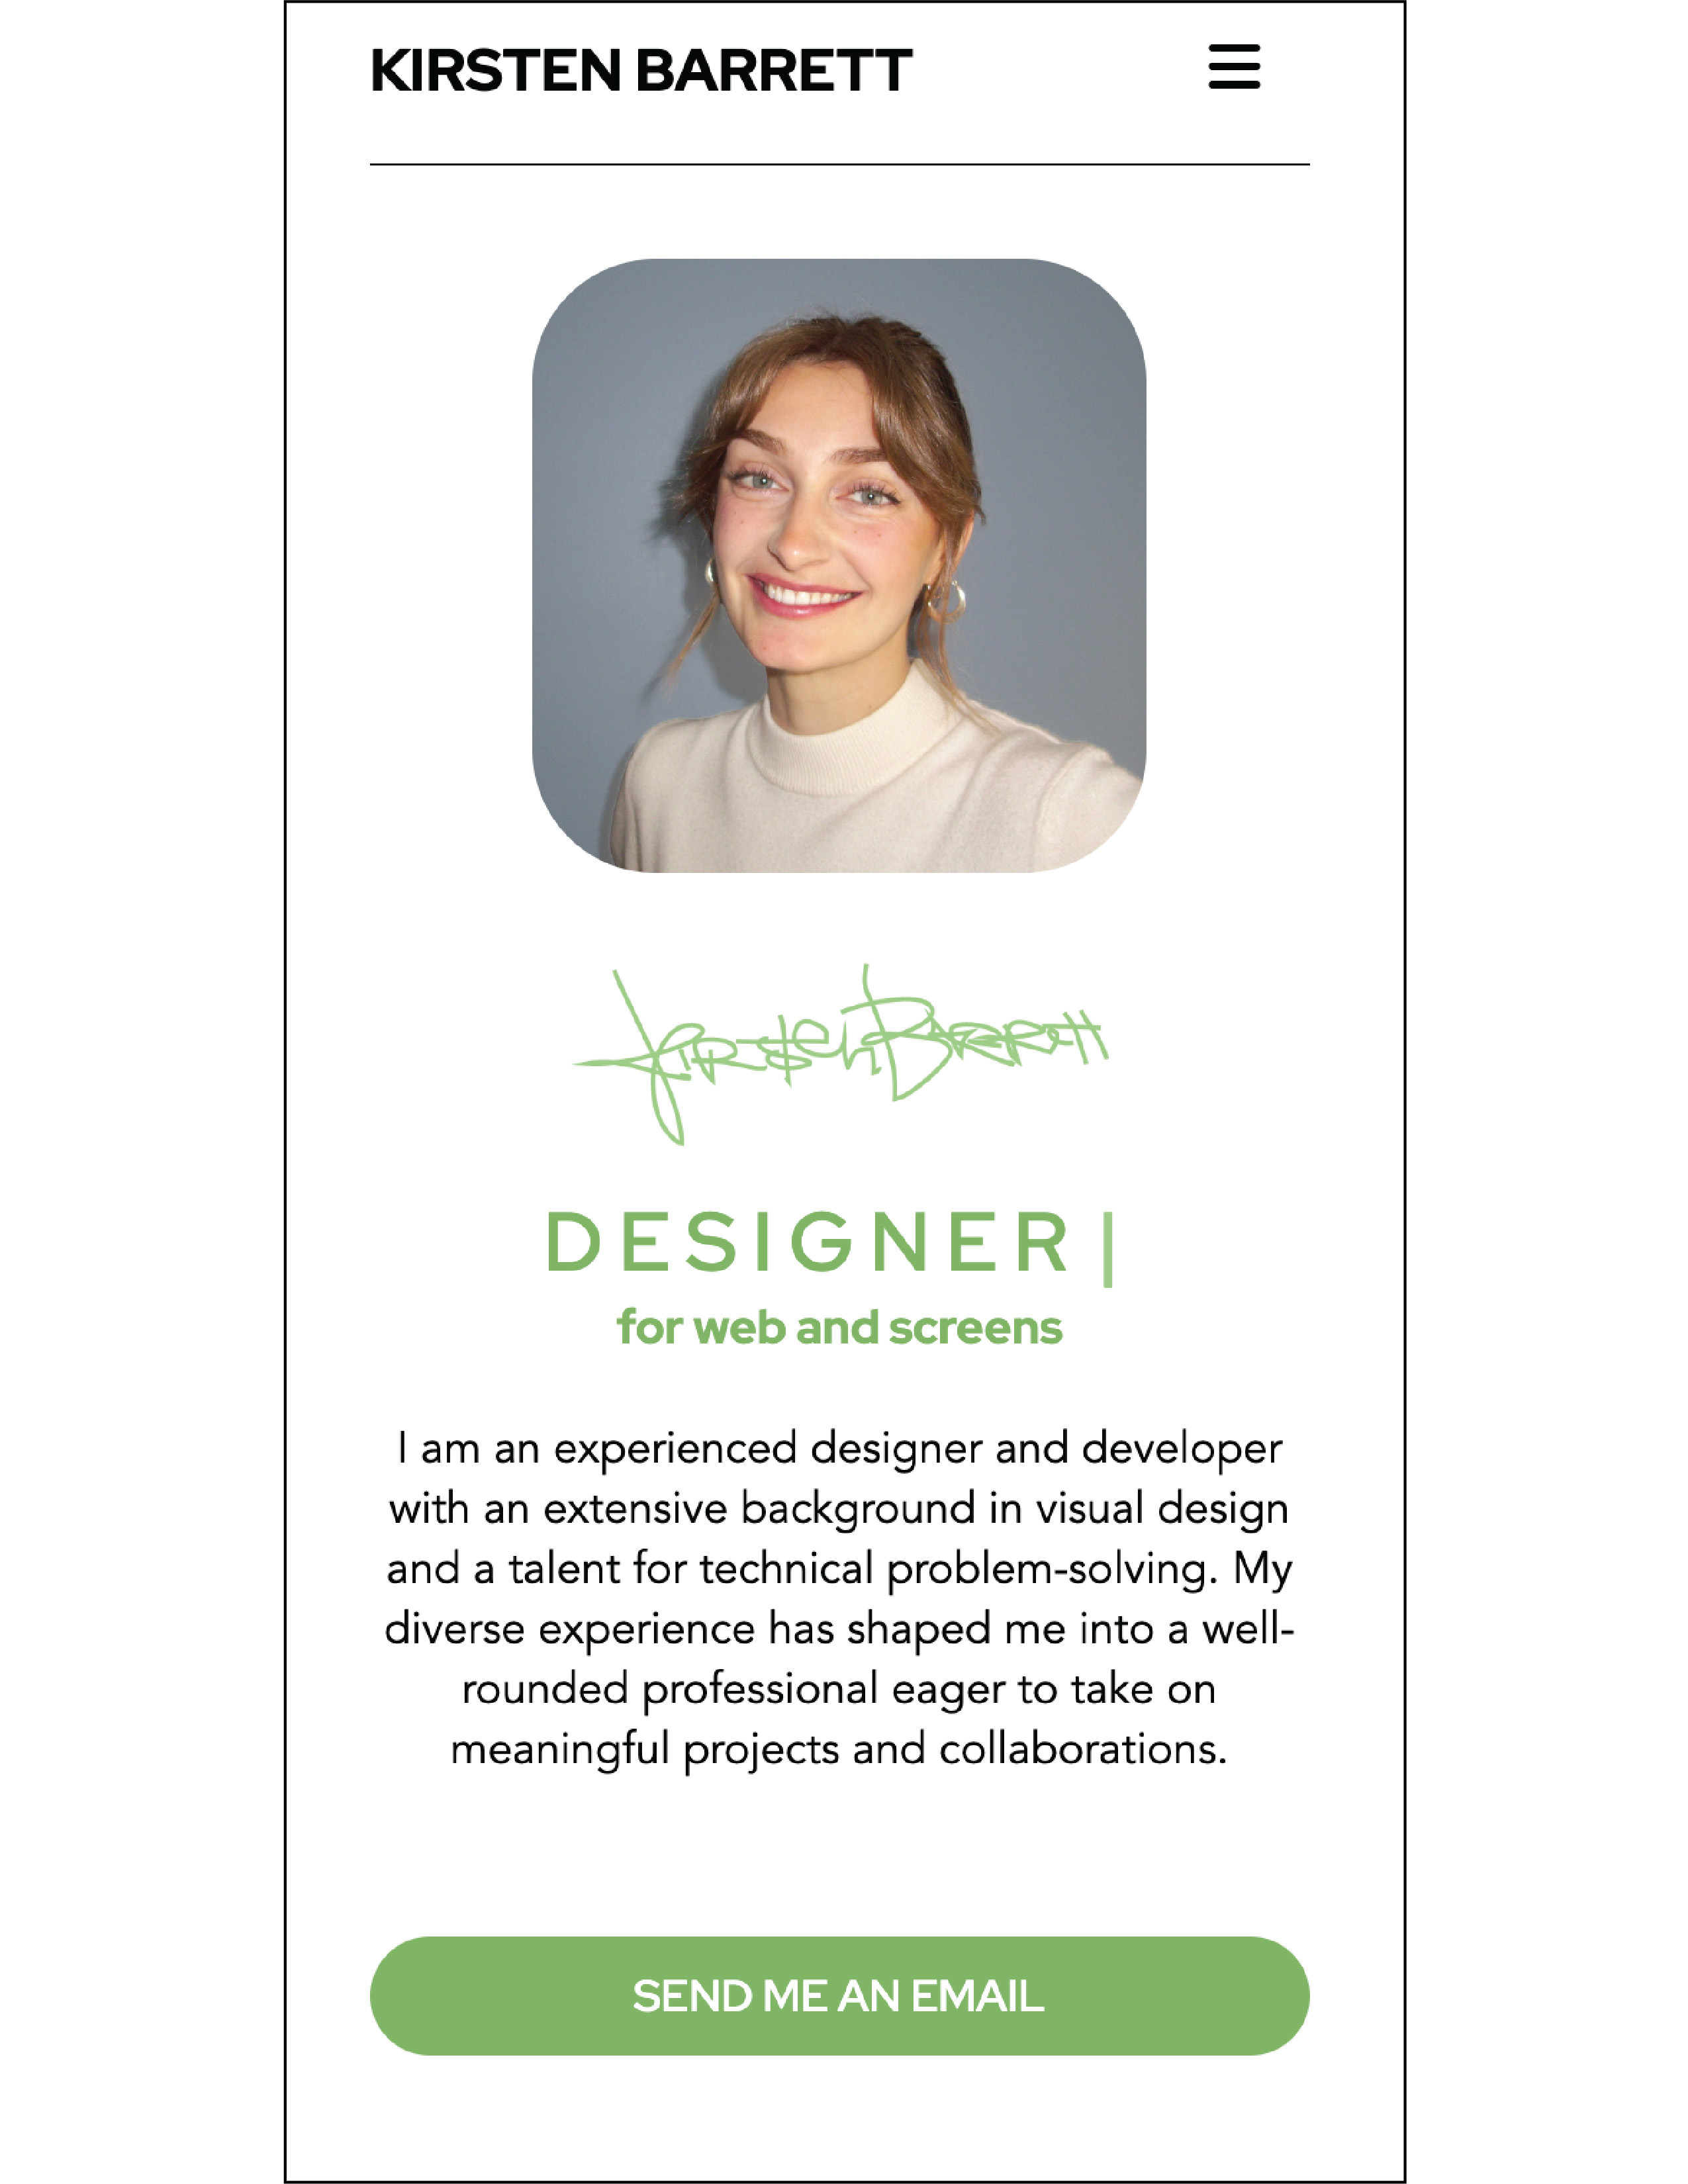 KIRSTEN BARRETT
Kirsten Barrett
DESIGNER|
for web and screens
I am an experienced designer and developer
with an extensive background in visual design
and a talent for technical problem-solving. My
diverse experience has shaped me into a well-
rounded professional eager to take on
meaningful projects and collaborations.
SEND ME AN EMAIL